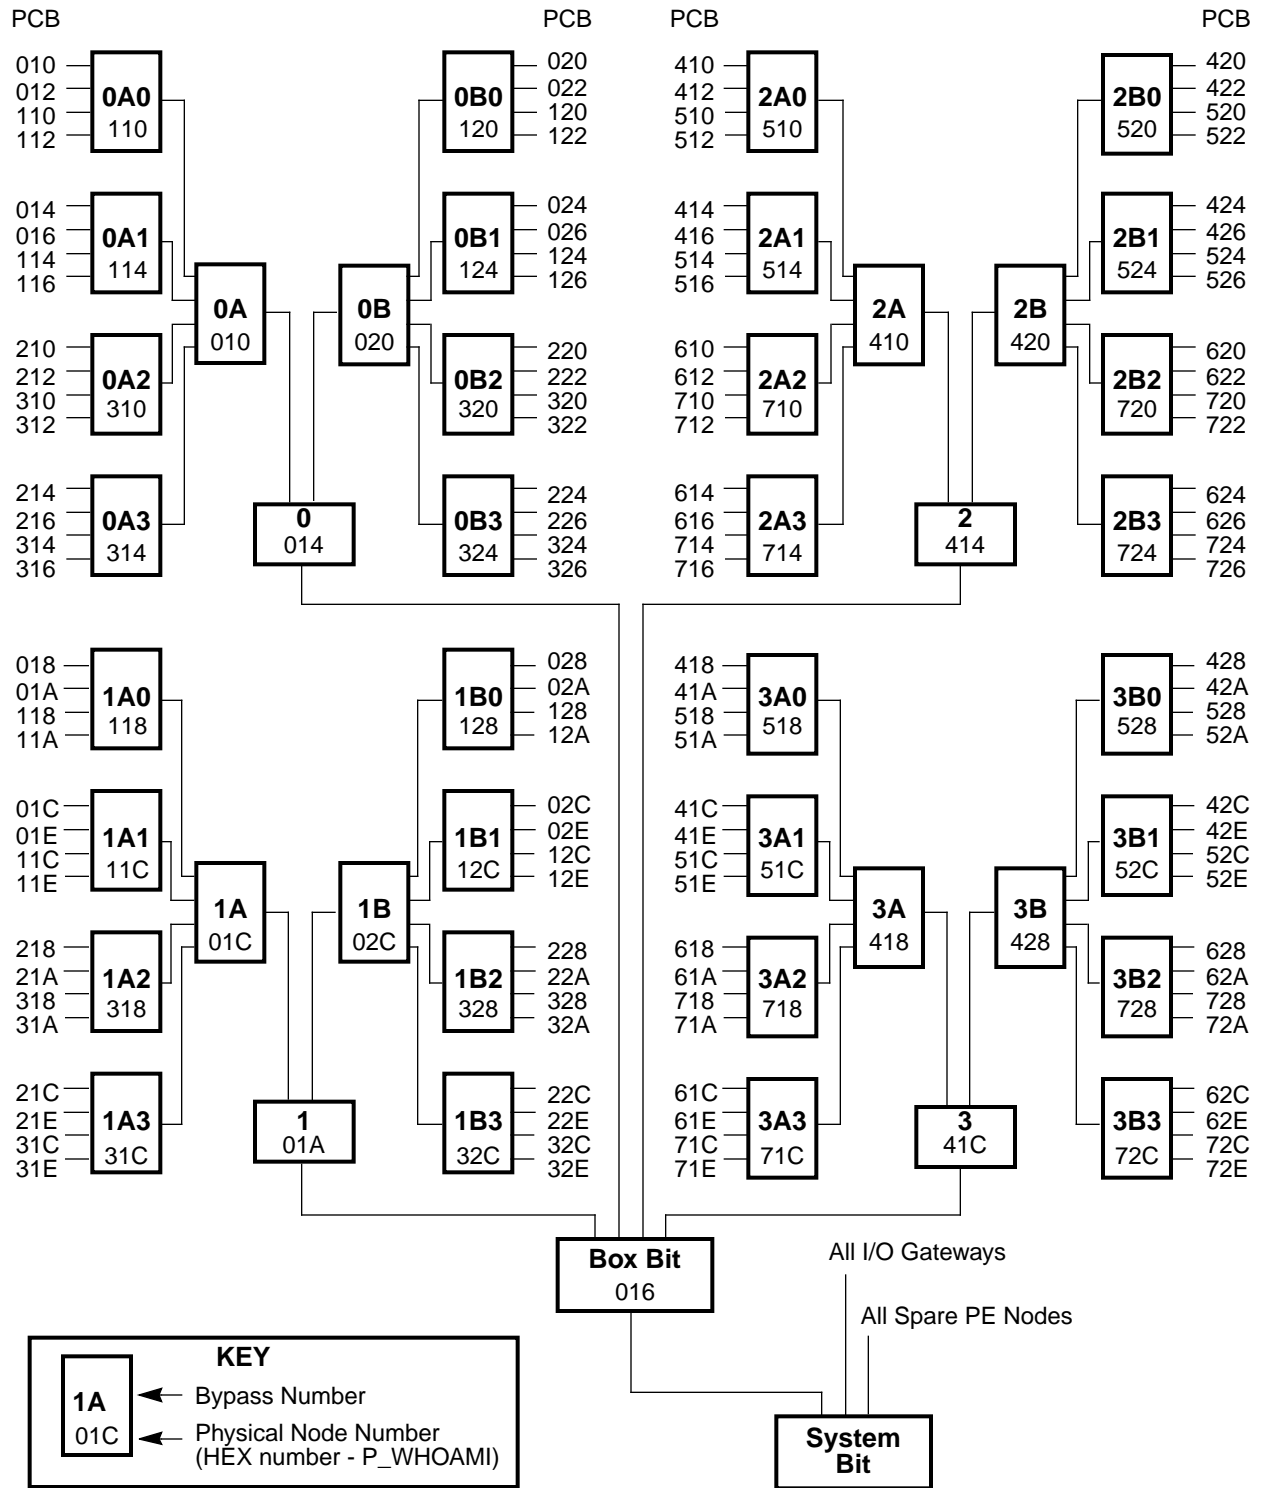 PCB
010
012
110
112
014
016
114
116
210
212
310
312
214
216
314
316
0A0
110
0A1
114
0A2
310
0A3
314
0A
010
0
014
0B
020
0B0
120
0B1
124
0B2
320
0B3
324
PCB
020
022
120
122
024
026
124
126
220
222
320
322
224
226
324
326
PCB
410
412
510
512
414
416
514
516
610
612
710
712
614
616
714
716
2A0
510
2A1
514
2A2
710
2A3
714
2A
410
2
414
2B
420
2B0
520
2B1
524
2B2
720
2B3
724
PCB
420
422
520
522
424
426
524
526
620
622
720
722
624
626
724
726
018
01A
118
11A
01C
01E
11C
11E
218
21A
318
31A
21C
21E
31C
31E
1A0
118
1A1
11C
1A2
318
1A3
31C
1A
01C
1
01A
1B
02C
1B0
128
1B1
12C
1B2
328
1B3
32C
028
02A
128
12A
02C
02E
12C
12E
228
22A
328
32A
22C
22E
32C
32E
418
41A
518
51A
41C
41E
51C
51E
618
61A
718
71A
61C
61E
71C
71E
3A0
518
3A1
51C
3A2
718
3A3
71C
3A
418
3
41C
3B
428
3B0
528
3B1
52C
3B2
728
3B3
72C
428
42A
528
52A
42C
42E
52C
52E
628
62A
728
72A
62C
62E
72C
72E
Box Bit
016
All I/O Gateways
All Spare PE Nodes
System
Bit
KEY
1A
01C
Bypass Number
Physical Node Number
(HEX number - P_WHOAMI)